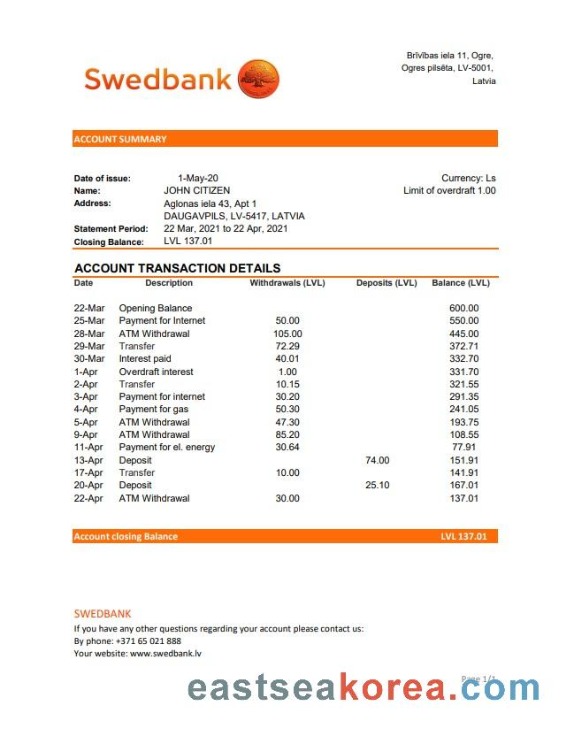 Swedbank
Brīvības iela 11, Ogre,
Ogres pilsēta, LV-5001,
Latvia
ACCOUNT SUMMARY
Date of issue: 1-May-20 Currency: Ls
Name: JOHN CITIZEN Limit of overdraft 1.00
Address: Aglonas iela 43, Apt 1
DAUGAVPILS, LV-5417, LATVIA
Statement Period: 22 Mar, 2021 to 22 Apr, 2021
Closing Balance: LVL 137.01
ACCOUNT TRANSACTION DETAILS
Date Description Withdrawals (LVL) Deposits (LVL) Balance (LVL)
22-Mar Opening Balance 600.00
25-Mar Payment for Internet 50.00 550.00
28-Mar ATM Withdrawal 105.00 445.00
29-Mar Transfer 72.29 372.71
30-Mar Interest paid 40.01 332.70
1-Apr Overdraft interest 1.00 331.70
2-Apr Transfer 10.15 321.55
3-Apr Payment for internet 30.20 291.35
4-Apr Payment for gas 50.30 241.05
5-Apr ATM Withdrawal 47.30 193.75
9-Apr ATM Withdrawal 85.20 108.55
11-Apr Payment for el. energy 30.64 77.91
13-Apr Deposit 74.00 151.91
17-Apr Transfer 10.00 141.91
20-Apr Deposit 25.10 167.01
22-Apr ATM Withdrawal 30.00 137.01
Account closing Balance LVL 137.01
SWEDBANK
If you have any other questions regarding your account please contact us:
By phone: +371 65 021 888
Your website: www.swedbank.lv
Page 1/1
eastseakorea.com